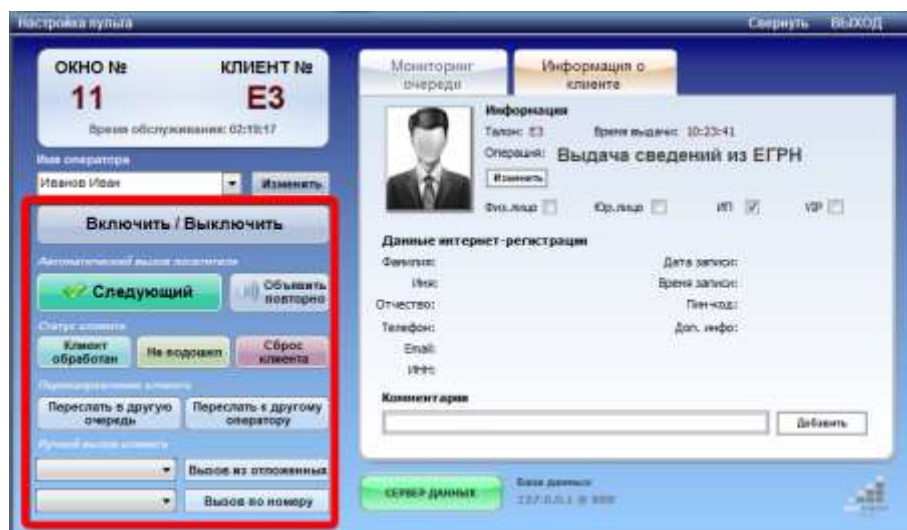 Настройка пульта
Свернуть ВЫХОД
ОКНО № КЛИЕНТ №
11 Е3
Время обслуживания: 02:19:17
Имя оператора
Иванов Иван Изменить
Включить / Выключить
Автоматический вызов посетителя
Следующий
Объявить повторно
Статус клиента
Клиент обработан
Не подошел
Сброс клиента
Перенаправление клиента
Переслать в другую очередь
Переслать к другому оператору
Ручной вызов клиента
Вызов из отложенных
Вызов по номеру
Мониторинг очереди
Информация о клиенте
Информация
Талон: Е3 Время выдачи: 10:23:41
Операция: Выдача сведений из ЕГРН
Изменить
Физ.лицо Юр.лицо ИП VIP
Данные интернет-регистрации
Фамилия: Дата записи:
Имя: Время записи:
Отчество: Пин-код:
Телефон: Доп. инфо:
Email:
ИНН:
Комментарии
Добавить
СЕРВЕР ДАННЫХ
База данных
127.0.0.1 @